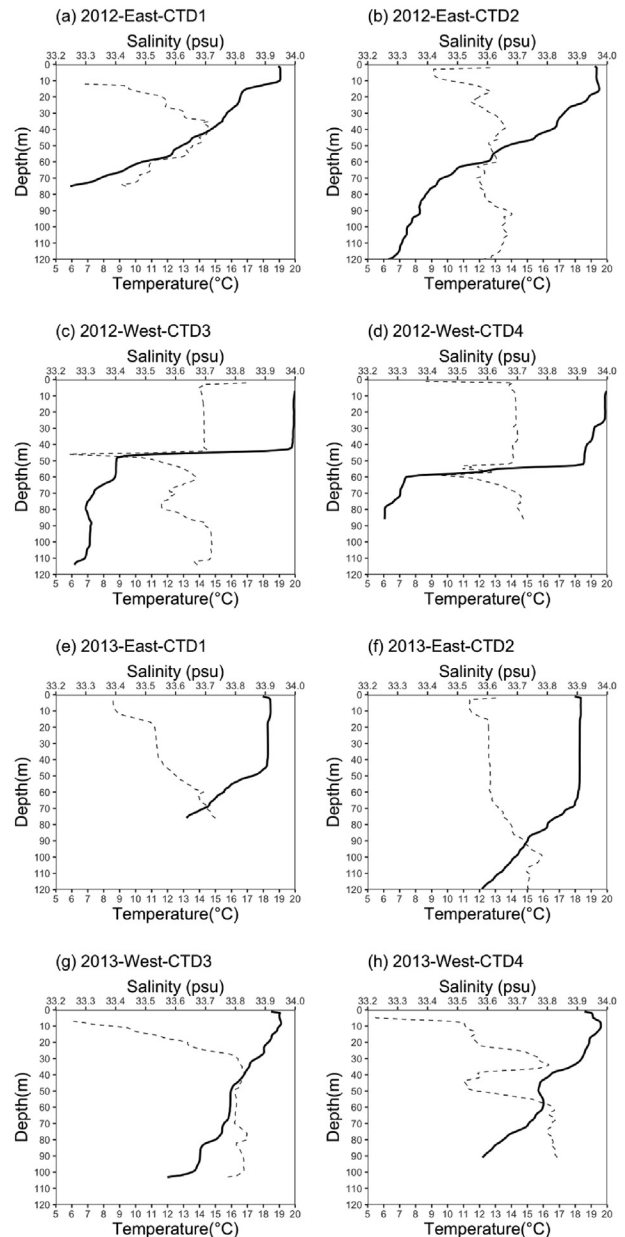 (a) 2012-East-CTD1
Salinity (psu)
33.2 33.3 33.4 33.5 33.6 33.7 33.8 33.9 34.0
Depth(m)
0
10
20
30
40
50
60
70
80
90
100
110
120
5 6 7 8 9 10 11 12 13 14 15 16 17 18 19 20
Temperature(°C)
(b) 2012-East-CTD2
Salinity (psu)
33.2 33.3 33.4 33.5 33.6 33.7 33.8 33.9 34.0
Depth(m)
0
10
20
30
40
50
60
70
80
90
100
110
120
5 6 7 8 9 10 11 12 13 14 15 16 17 18 19 20
Temperature(°C)
(c) 2012-West-CTD3
Salinity (psu)
33.2 33.3 33.4 33.5 33.6 33.7 33.8 33.9 34.0
Depth(m)
0
10
20
30
40
50
60
70
80
90
100
110
120
5 6 7 8 9 10 11 12 13 14 15 16 17 18 19 20
Temperature(°C)
(d) 2012-West-CTD4
Salinity (psu)
33.2 33.3 33.4 33.5 33.6 33.7 33.8 33.9 34.0
Depth(m)
0
10
20
30
40
50
60
70
80
90
100
110
120
5 6 7 8 9 10 11 12 13 14 15 16 17 18 19 20
Temperature(°C)
(e) 2013-East-CTD1
Salinity (psu)
33.2 33.3 33.4 33.5 33.6 33.7 33.8 33.9 34.0
Depth(m)
0
10
20
30
40
50
60
70
80
90
100
110
120
5 6 7 8 9 10 11 12 13 14 15 16 17 18 19 20
Temperature(°C)
(f) 2013-East-CTD2
Salinity (psu)
33.2 33.3 33.4 33.5 33.6 33.7 33.8 33.9 34.0
Depth(m)
0
10
20
30
40
50
60
70
80
90
100
110
120
5 6 7 8 9 10 11 12 13 14 15 16 17 18 19 20
Temperature(°C)
(g) 2013-West-CTD3
Salinity (psu)
33.2 33.3 33.4 33.5 33.6 33.7 33.8 33.9 34.0
Depth(m)
0
10
20
30
40
50
60
70
80
90
100
110
120
5 6 7 8 9 10 11 12 13 14 15 16 17 18 19 20
Temperature(°C)
(h) 2013-West-CTD4
Salinity (psu)
33.2 33.3 33.4 33.5 33.6 33.7 33.8 33.9 34.0
Depth(m)
0
10
20
30
40
50
60
70
80
90
100
110
120
5 6 7 8 9 10 11 12 13 14 15 16 17 18 19 20
Temperature(°C)